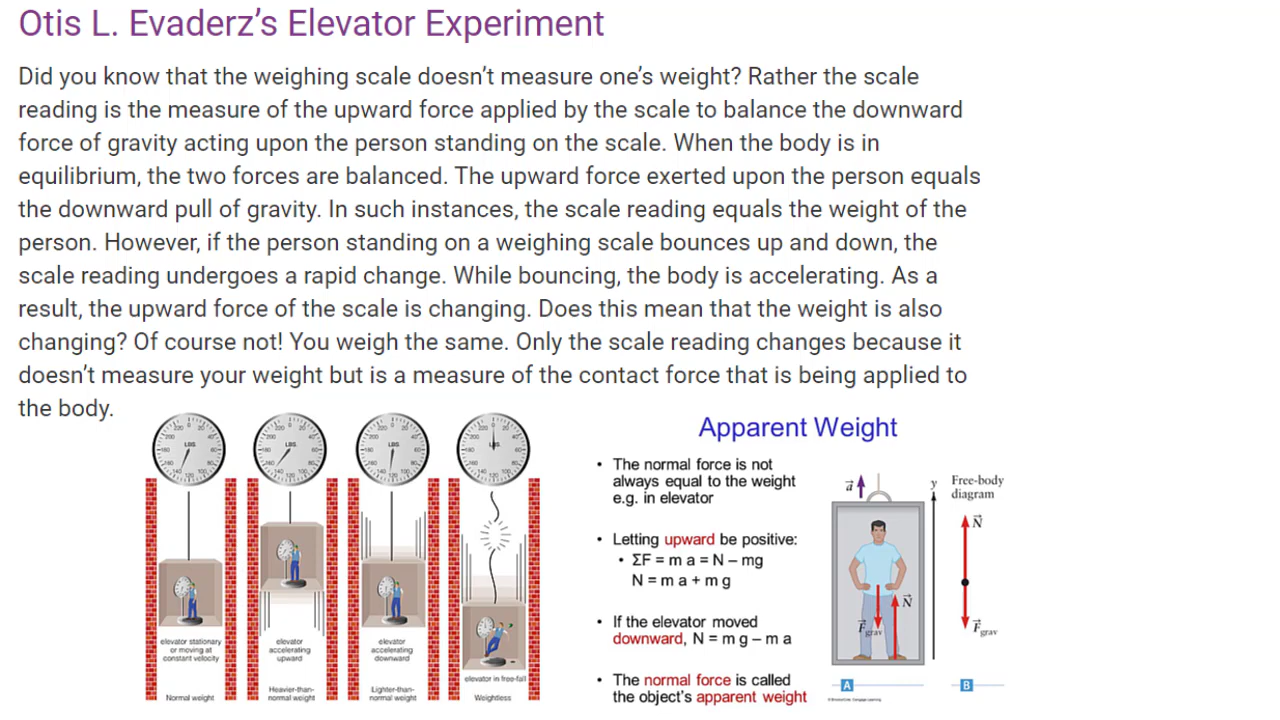 Otis L. Evaderz’s Elevator Experiment
Did you know that the weighing scale doesn’t measure one’s weight? Rather the scale
reading is the measure of the upward force applied by the scale to balance the downward
force of gravity acting upon the person standing on the scale. When the body is in
equilibrium, the two forces are balanced. The upward force exerted upon the person equals
the downward pull of gravity. In such instances, the scale reading equals the weight of the
person. However, if the person standing on a weighing scale bounces up and down, the
scale reading undergoes a rapid change. While bouncing, the body is accelerating. As a
result, the upward force of the scale is changing. Does this mean that the weight is also
changing? Of course not! You weigh the same. Only the scale reading changes because it
doesn’t measure your weight but is a measure of the contact force that is being applied to
the body.
LBS. LBS. LBS. LBS.
elevator stationary
or moving at
constant velocity
Normal weight
elevator
accelerating
upward
Heavier-than-
normal weight
elevator
accelerating
downward
Lighter-than-
normal weight
elevator in free-fall
Weightless
Apparent Weight
• The normal force is not
always equal to the weight
e.g. in elevator
• Letting upward be positive:
• ΣF = m a = N – mg
N = m a + m g
• If the elevator moved
downward, N = m g – m a
• The normal force is called
the object’s apparent weight
a
y
N
F grav
A
Free-body
diagram
N
F grav
B